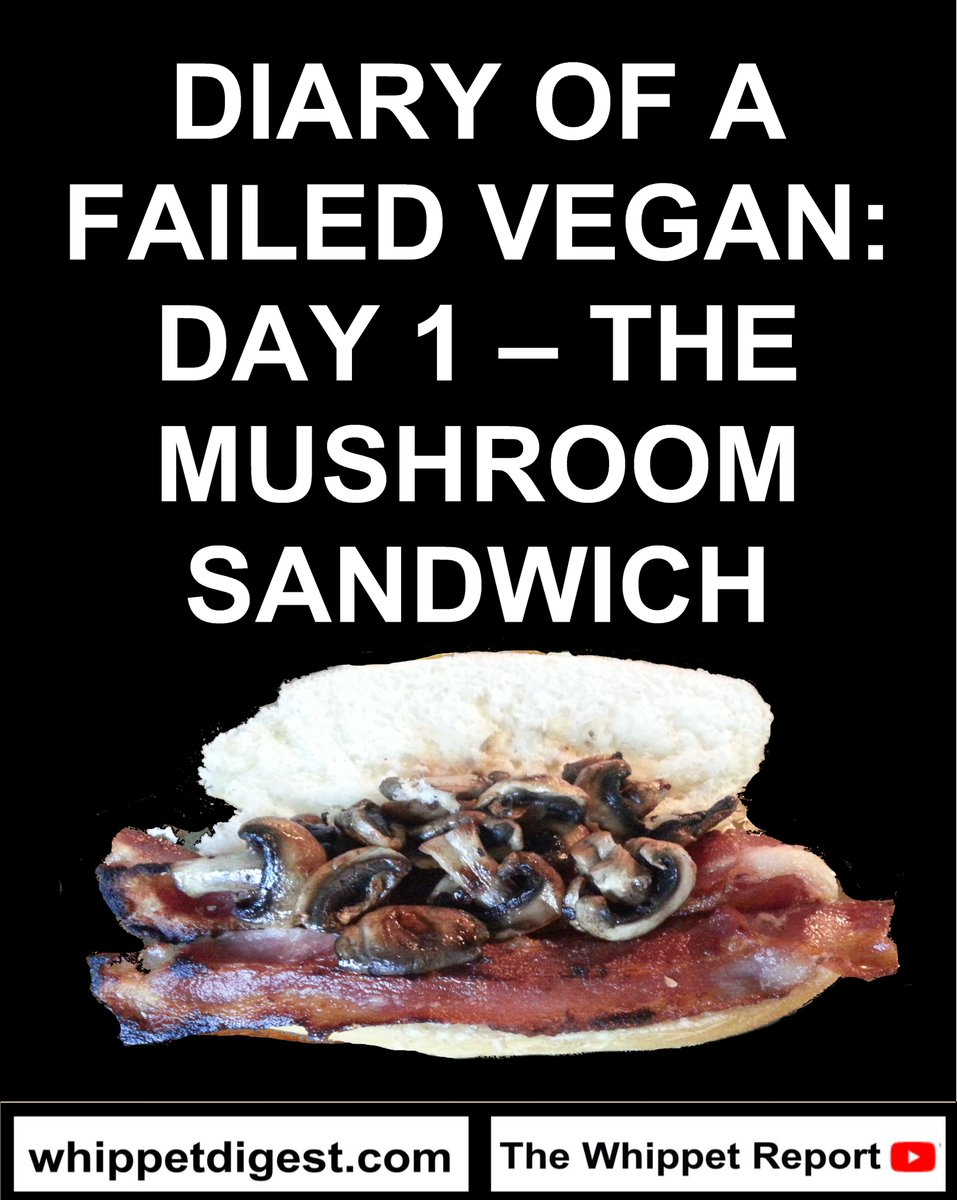 DIARY OF A
FAILED VEGAN:
DAY 1 – THE
MUSHROOM
SANDWICH
whippetdigest.com
The Whippet Report